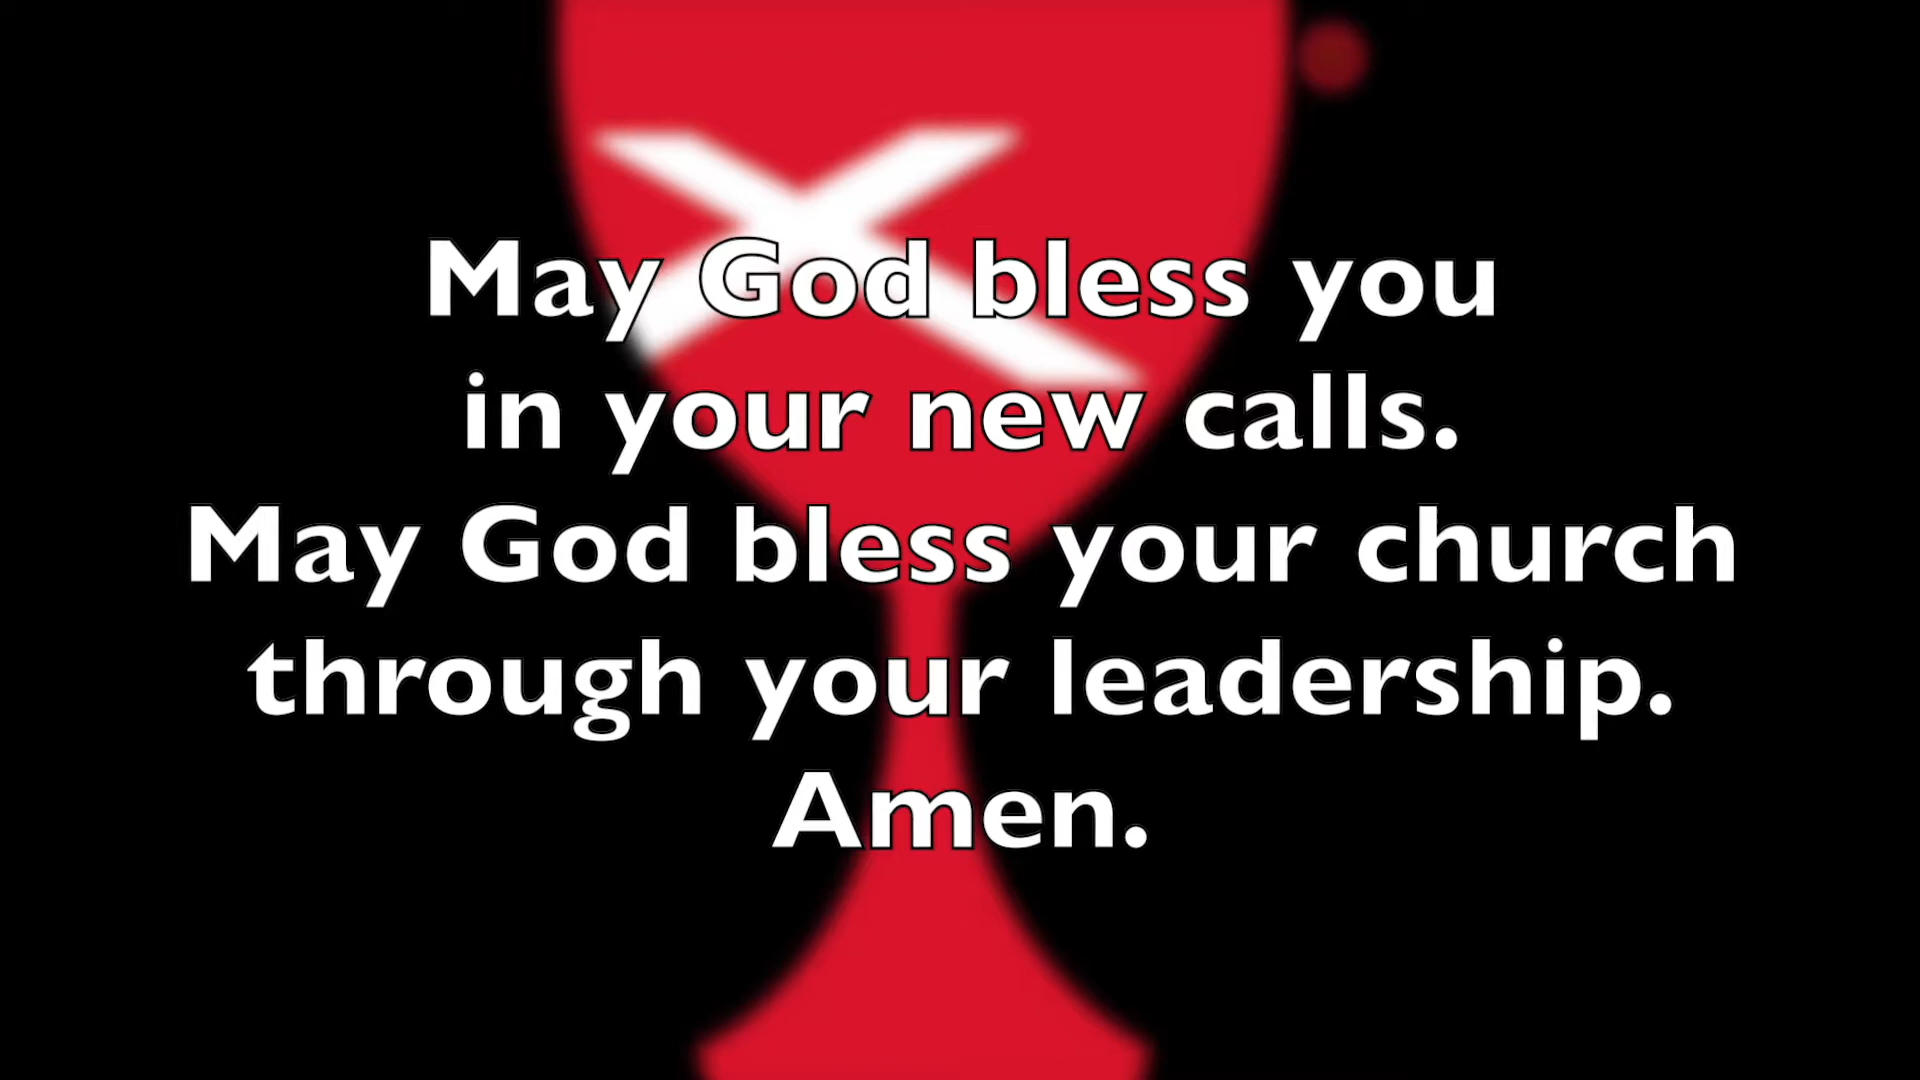 May God bless you
in your new calls.
May God bless your church
through your leadership.
Amen.